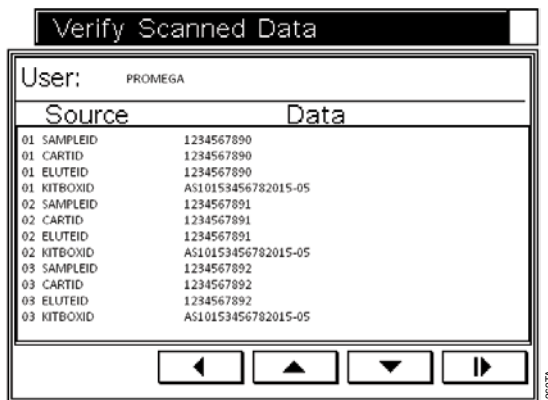 Verify Scanned Data
User: PROMEGA
Source Data
01 SAMPLEID 1234567890
01 CARTID 1234567890
01 ELUTEID 1234567890
01 KITBOXID AS10153456782015-05
02 SAMPLEID 1234567891
02 CARTID 1234567891
02 ELUTEID 1234567891
02 KITBOXID AS10153456782015-05
03 SAMPLEID 1234567892
03 CARTID 1234567892
03 ELUTEID 1234567892
03 KITBOXID AS10153456782015-05